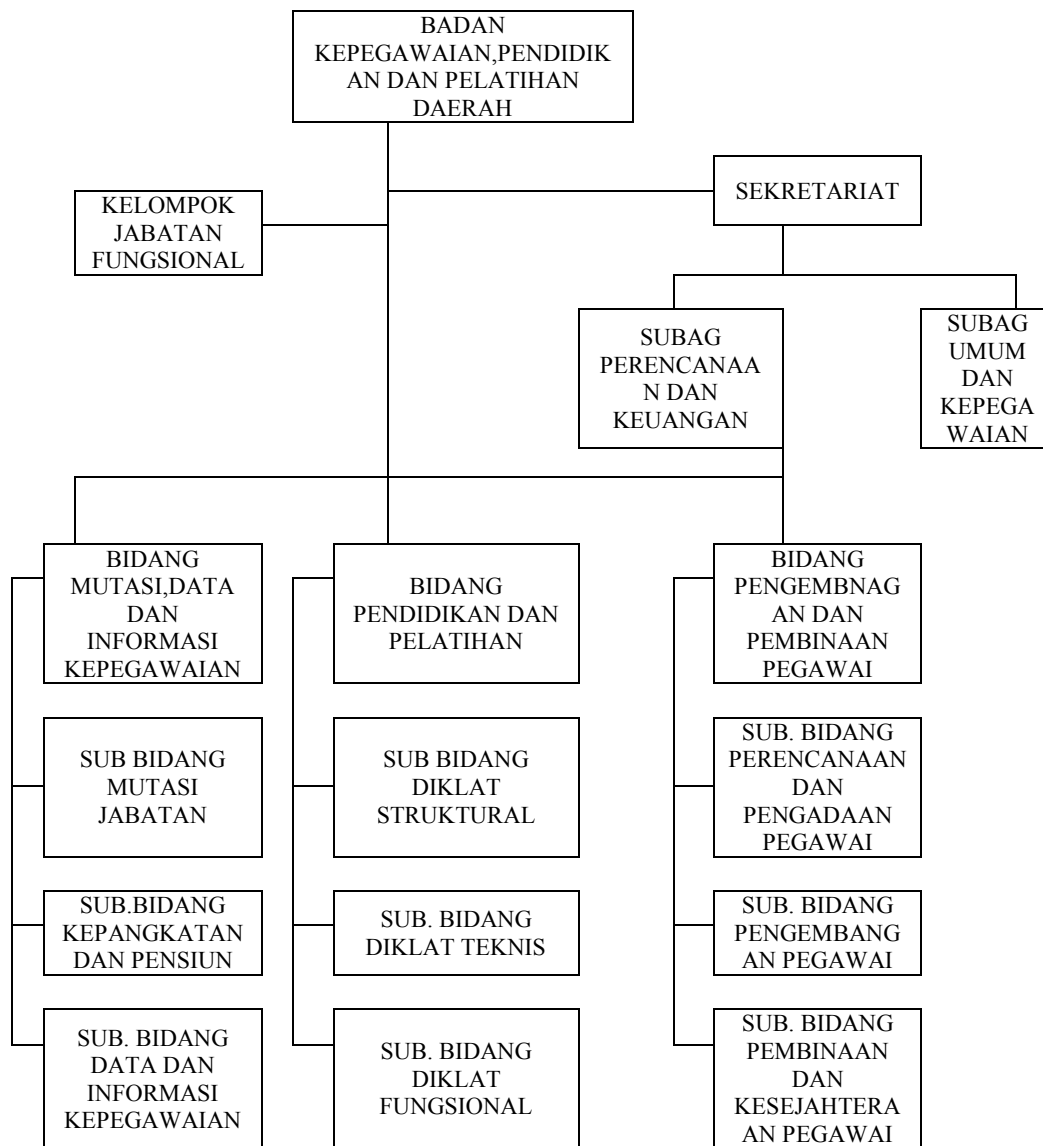 BADAN
KEPEGAWAIAN,PENDIDIK
AN DAN PELATIHAN
DAERAH
SEKRETARIAT
KELOMPOK
JABATAN
FUNGSIONAL
SUBAG
PERENCANAA
N DAN
KEUANGAN
SUBAG
UMUM
DAN
KEPEGA
WAIAN
BIDANG
MUTASI,DATA
DAN
INFORMASI
KEPEGAWAIAN
BIDANG
PENDIDIKAN DAN
PELATIHAN
BIDANG
PENGEMBNAG
AN DAN
PEMBINAAN
PEGAWAI
SUB BIDANG
MUTASI
JABATAN
SUB BIDANG
DIKLAT
STRUKTURAL
SUB. BIDANG
PERENCANAAN
DAN
PENGADAAN
PEGAWAI
SUB.BIDANG
KEPANGKATAN
DAN PENSIUN
SUB. BIDANG
DIKLAT TEKNIS
SUB. BIDANG
PENGEMBANG
AN PEGAWAI
SUB. BIDANG
DATA DAN
INFORMASI
KEPEGAWAIAN
SUB. BIDANG
DIKLAT
FUNGSIONAL
SUB. BIDANG
PEMBINAAN
DAN
KESEJAHTERA
AN PEGAWAI